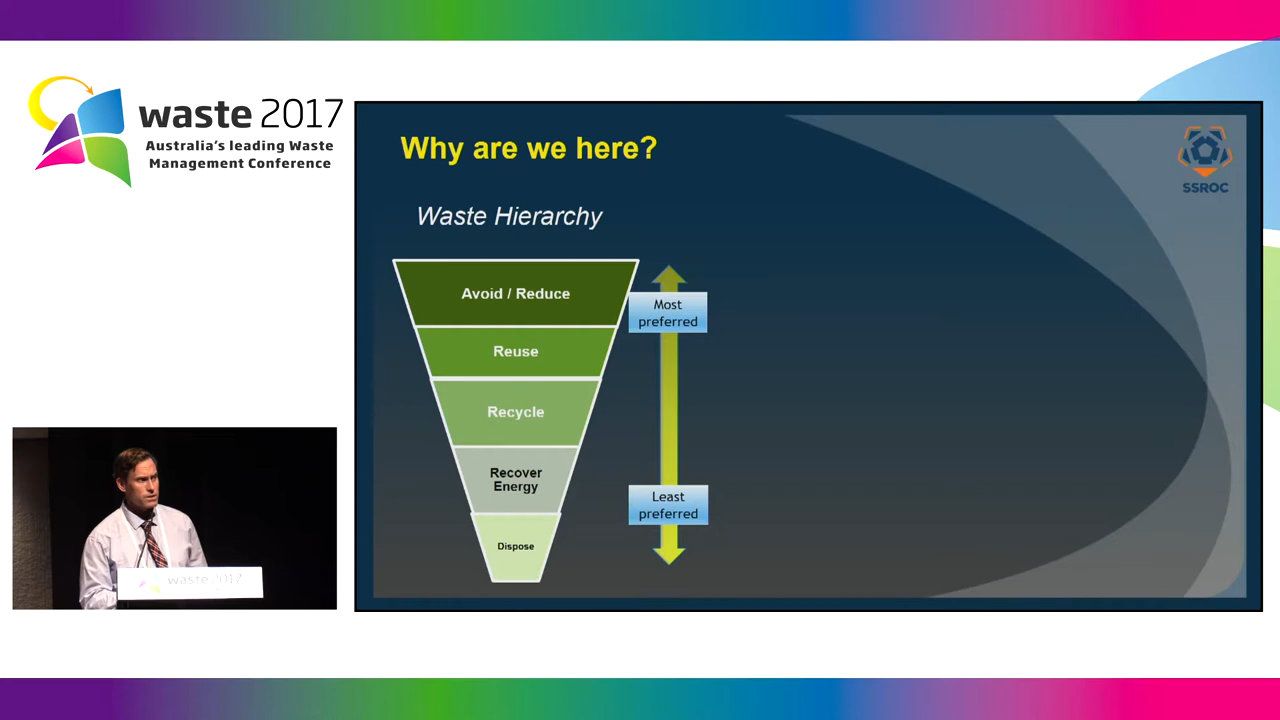 waste 2017
Australia's leading Waste
Management Conference
Why are we here?
SSROC
Waste Hierarchy
Avoid / Reduce
Most
preferred
Reuse
Recycle
Recover
Energy
Least
preferred
Dispose
waste 2017